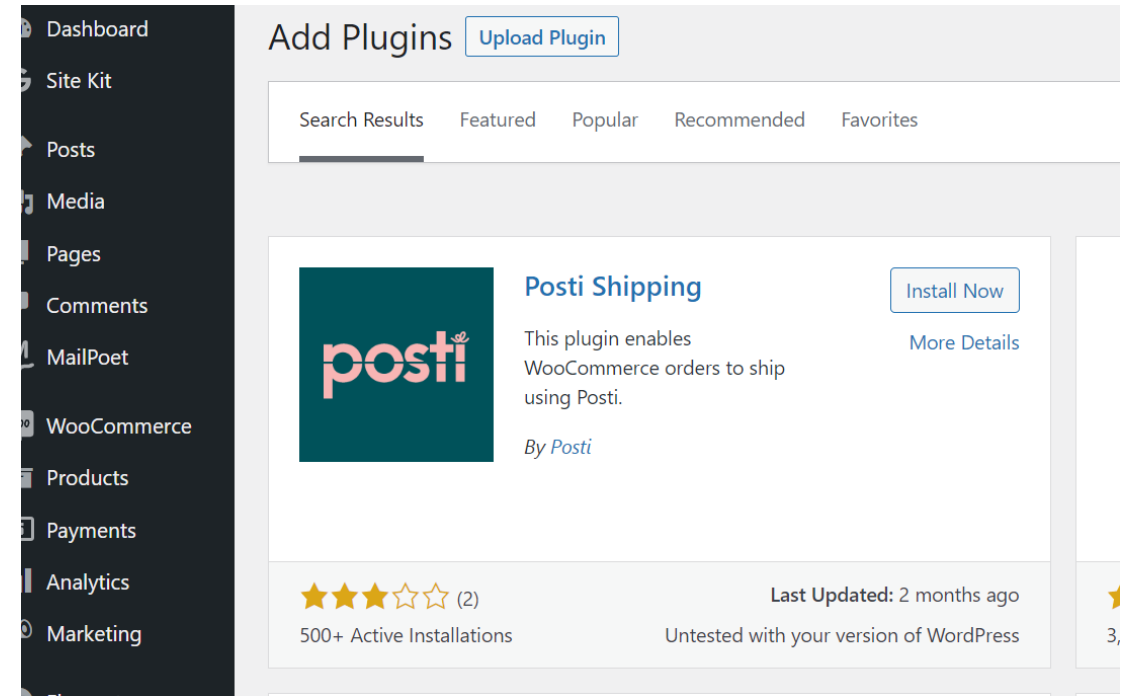 Dashboard
Site Kit
Posts
Media
Pages
Comments
MailPoet
WooCommerce
Products
Payments
Analytics
Marketing
Add Plugins Upload Plugin
Search Results Featured Popular Recommended Favorites
posti
Posti Shipping
Install Now
More Details
This plugin enables
WooCommerce orders to ship
using Posti.
By Posti
(2)
500+ Active Installations
Last Updated: 2 months ago
Untested with your version of WordPress
3,